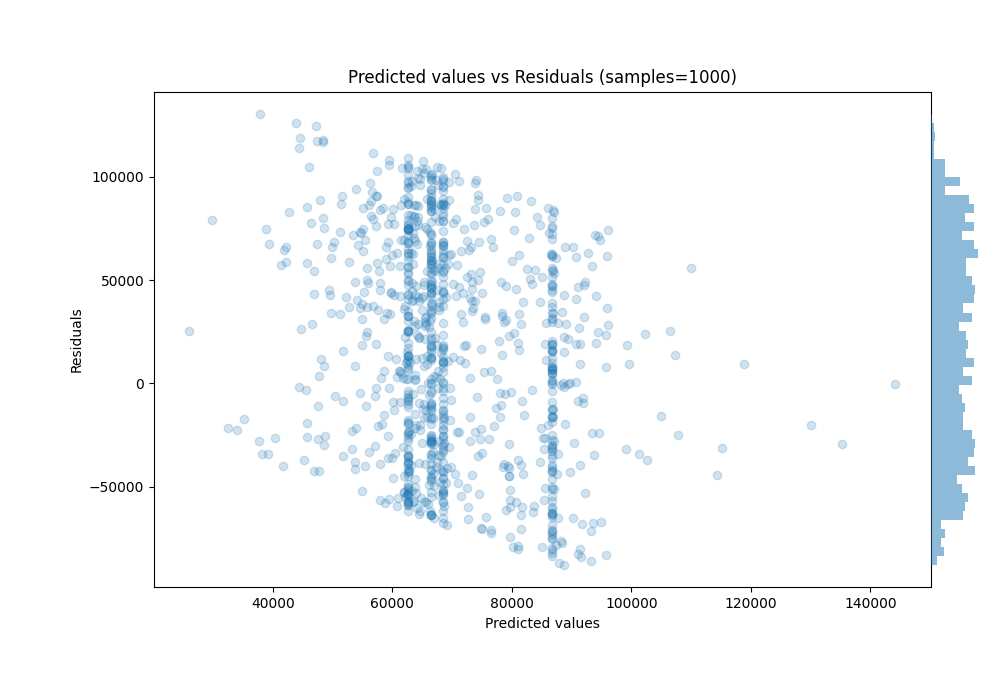 Predicted values vs Residuals (samples=1000)
100000
50000
0
−50000
Residuals
40000 60000 80000 100000 120000 140000
Predicted values